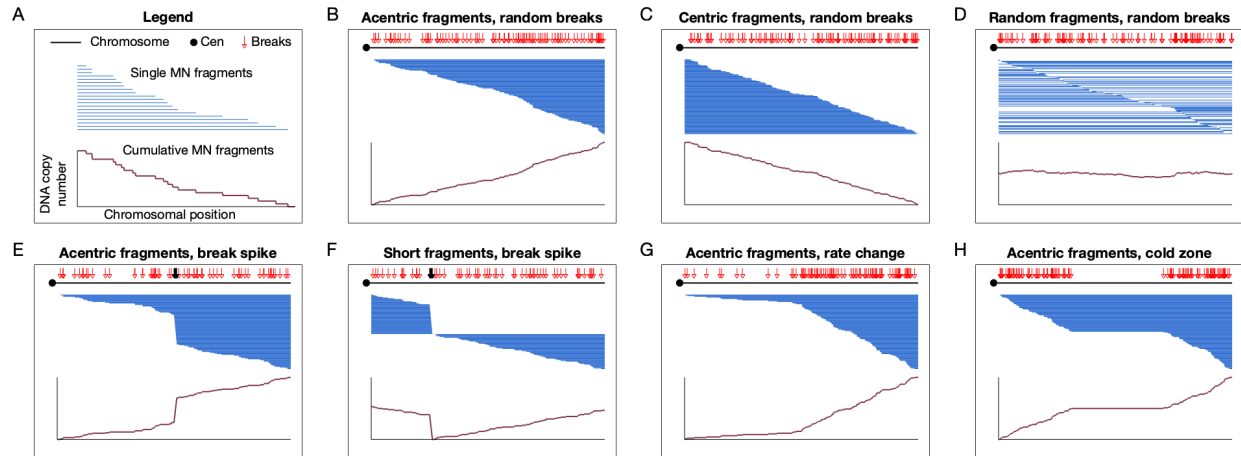 A
Legend
Chromosome
Cen
Breaks
Single MN fragments
Cumulative MN fragments
DNA copy
number
Chromosomal position
B
Acentric fragments, random breaks
C
Centric fragments, random breaks
D
Random fragments, random breaks
E
Acentric fragments, break spike
F
Short fragments, break spike
G
Acentric fragments, rate change
H
Acentric fragments, cold zone